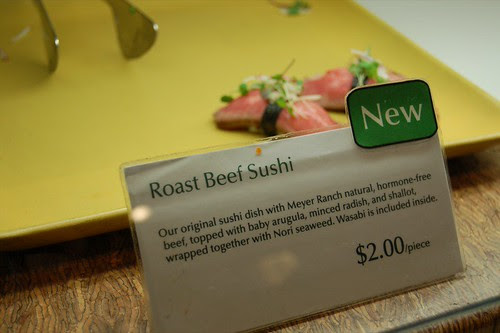 New
Roast Beef Sushi
Our original sushi dish with Meyer Ranch natural, hormone-free
beef, topped with baby arugula, minced radish, and shallot,
wrapped together with Nori seaweed. Wasabi is included inside.
$2.00/piece